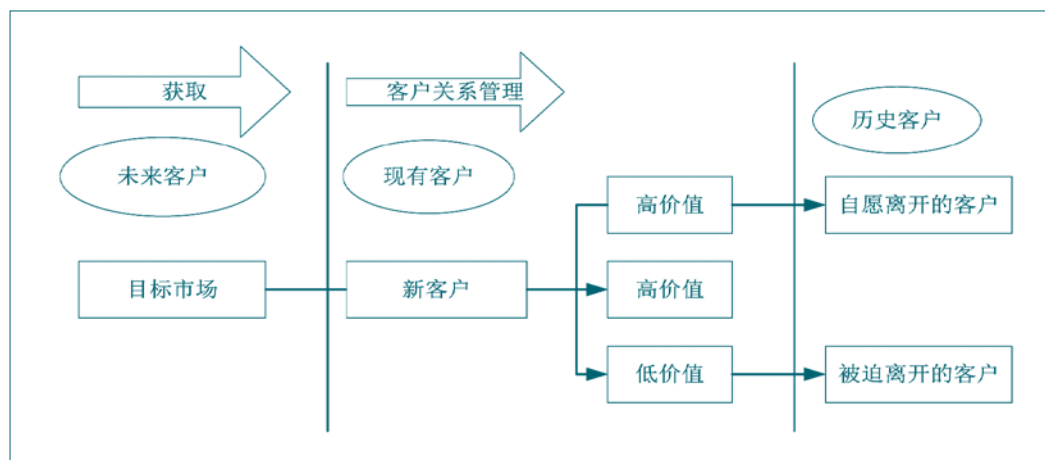 获取
客户关系管理
历史客户
未来客户
现有客户
高价值
自愿离开的客户
目标市场
新客户
高价值
低价值
被迫离开的客户